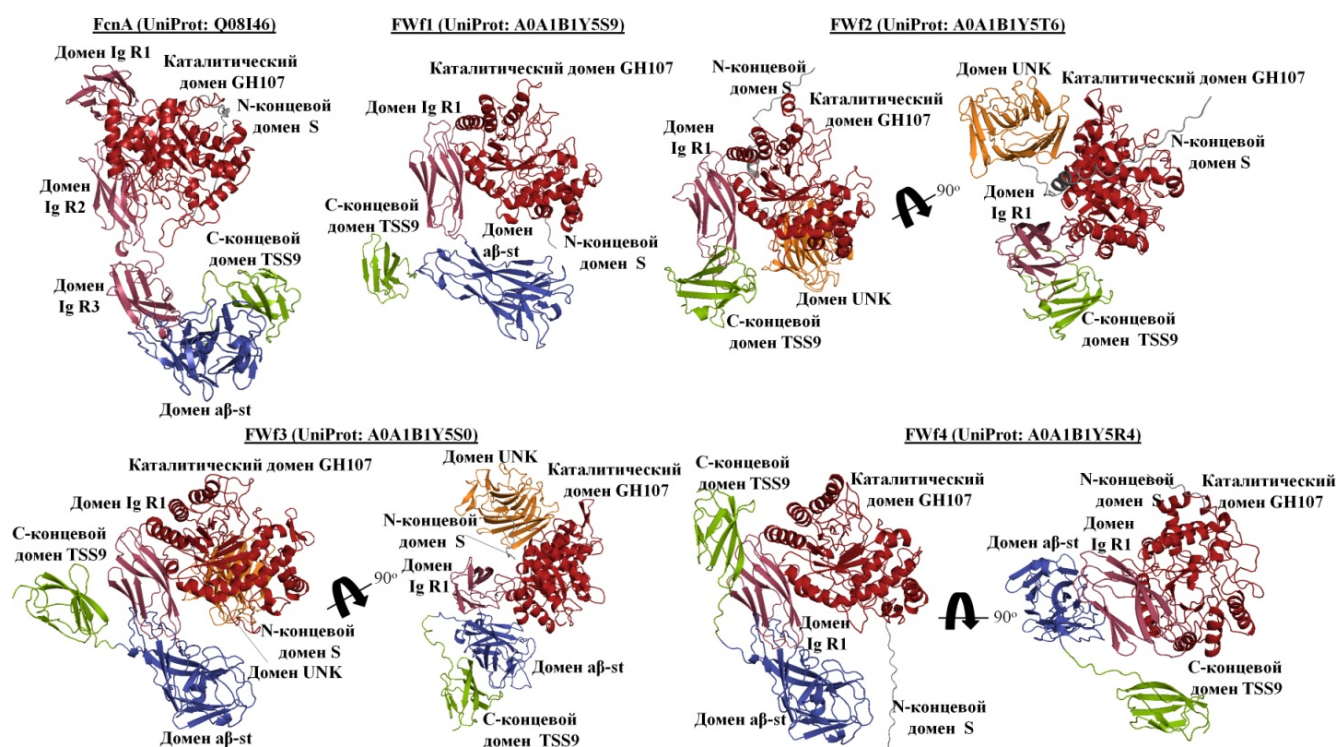 FcnA (UniProt: Q08I46)
Домен Ig R1
Каталитический
домен GH107
N-концевой
домен S
Домен
Ig R2
С-концевой
домен TSS9
Домен
Ig R3
Домен aβ-st
FWf1 (UniProt: A0A1B1Y5S9)
Каталитический домен GH107
Домен Ig R1
С-концевой
домен TSS9
Домен
aβ-st
N-концевой
домен S
FWf2 (UniProt: A0A1B1Y5T6)
N-концевой
домен S
Каталитический
домен GH107
Домен
Ig R1
Домен UNK
С-концевой
домен TSS9
90º
Домен UNK
Каталитический домен GH107
N-концевой
домен S
Домен
Ig R1
С-концевой
домен TSS9
FWf3 (UniProt: A0A1B1Y5S0)
Каталитический домен GH107
Домен Ig R1
С-концевой
домен TSS9
N-концевой
домен S
Домен UNK
Домен aβ-st
90º
Домен UNK
Каталитический
домен GH107
N-концевой
домен S
Домен
Ig R1
Домен aβ-st
С-концевой
домен TSS9
FWf4 (UniProt: A0A1B1Y5R4)
С-концевой
домен TSS9
Каталитический
домен GH107
Домен
Ig R1
Домен aβ-st
N-концевой
домен S
90º
N-концевой
домен S
Каталитический
домен GH107
Домен
Ig R1
Домен aβ-st
С-концевой
домен TSS9